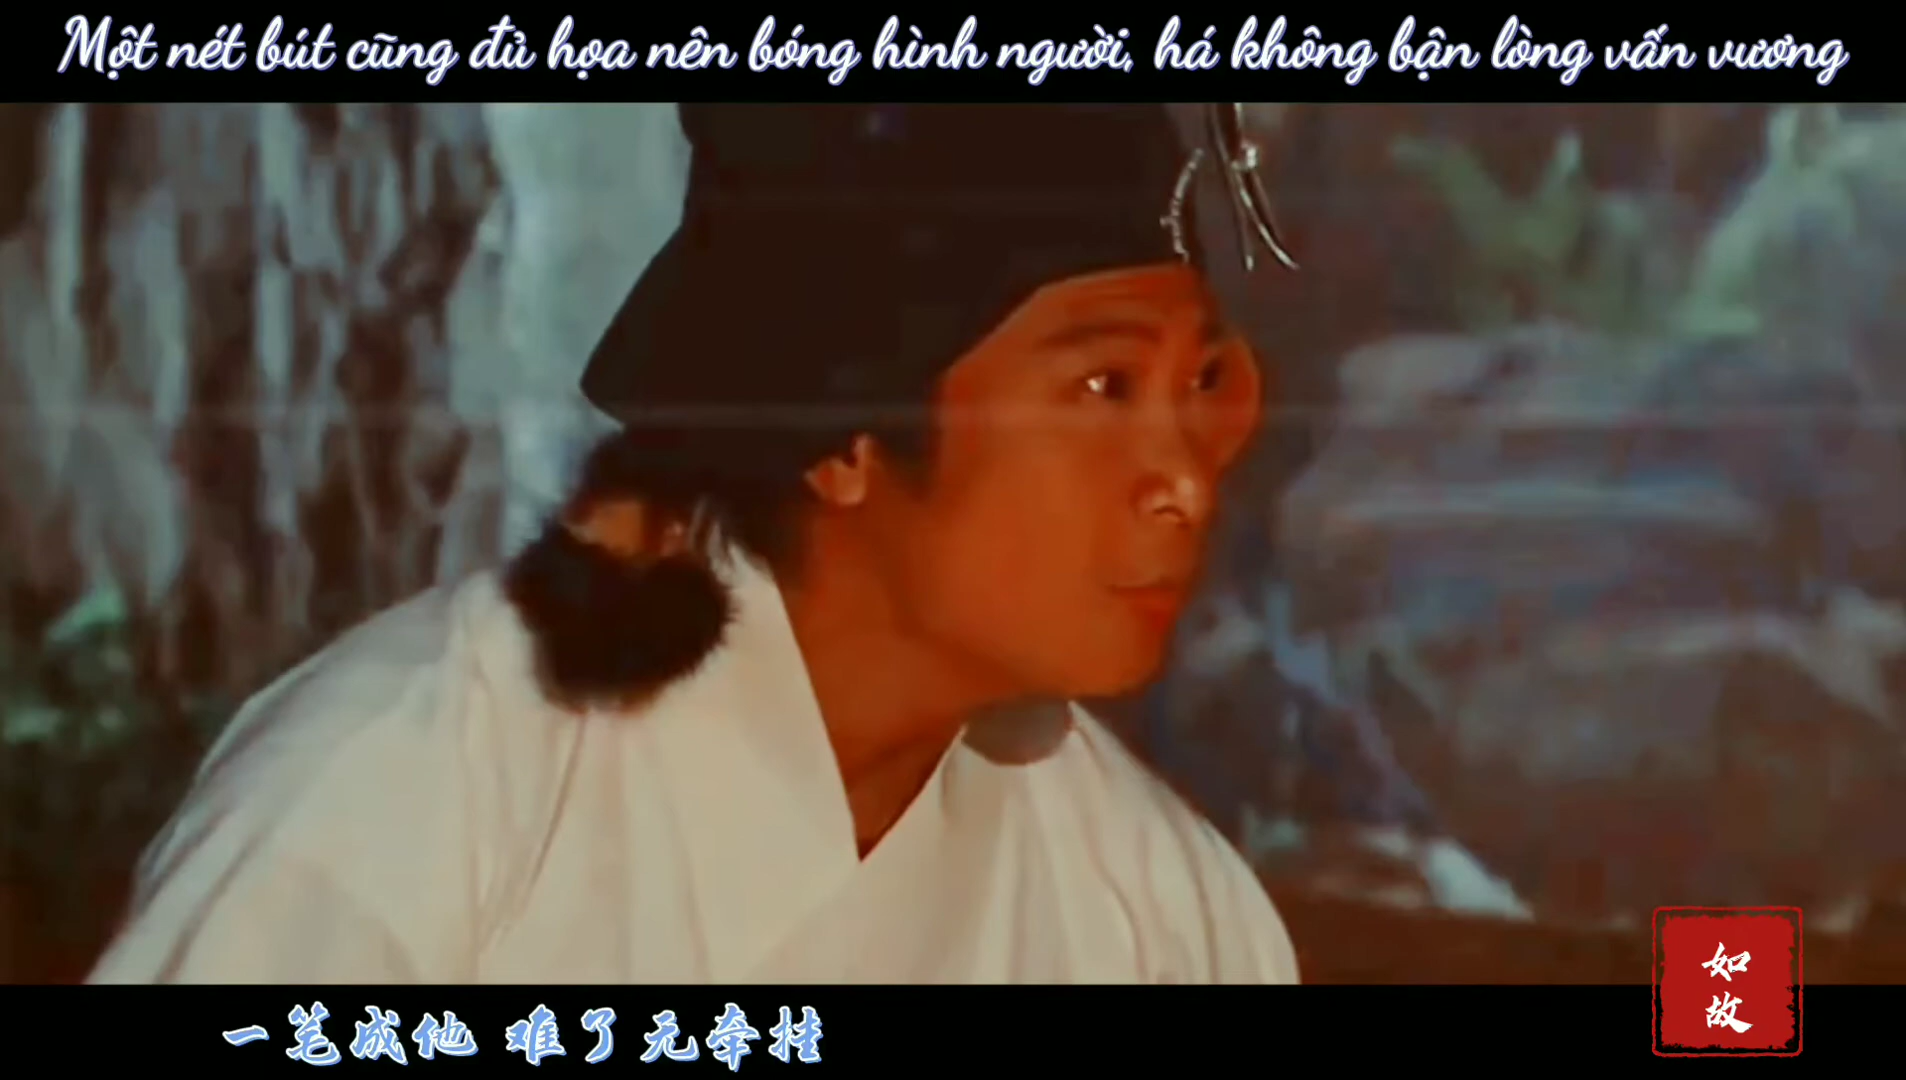 Một nét bút cũng đủ họa nên bóng hình người, há không bận lòng vấn vương
一笔成他 难了无牵挂
如
故